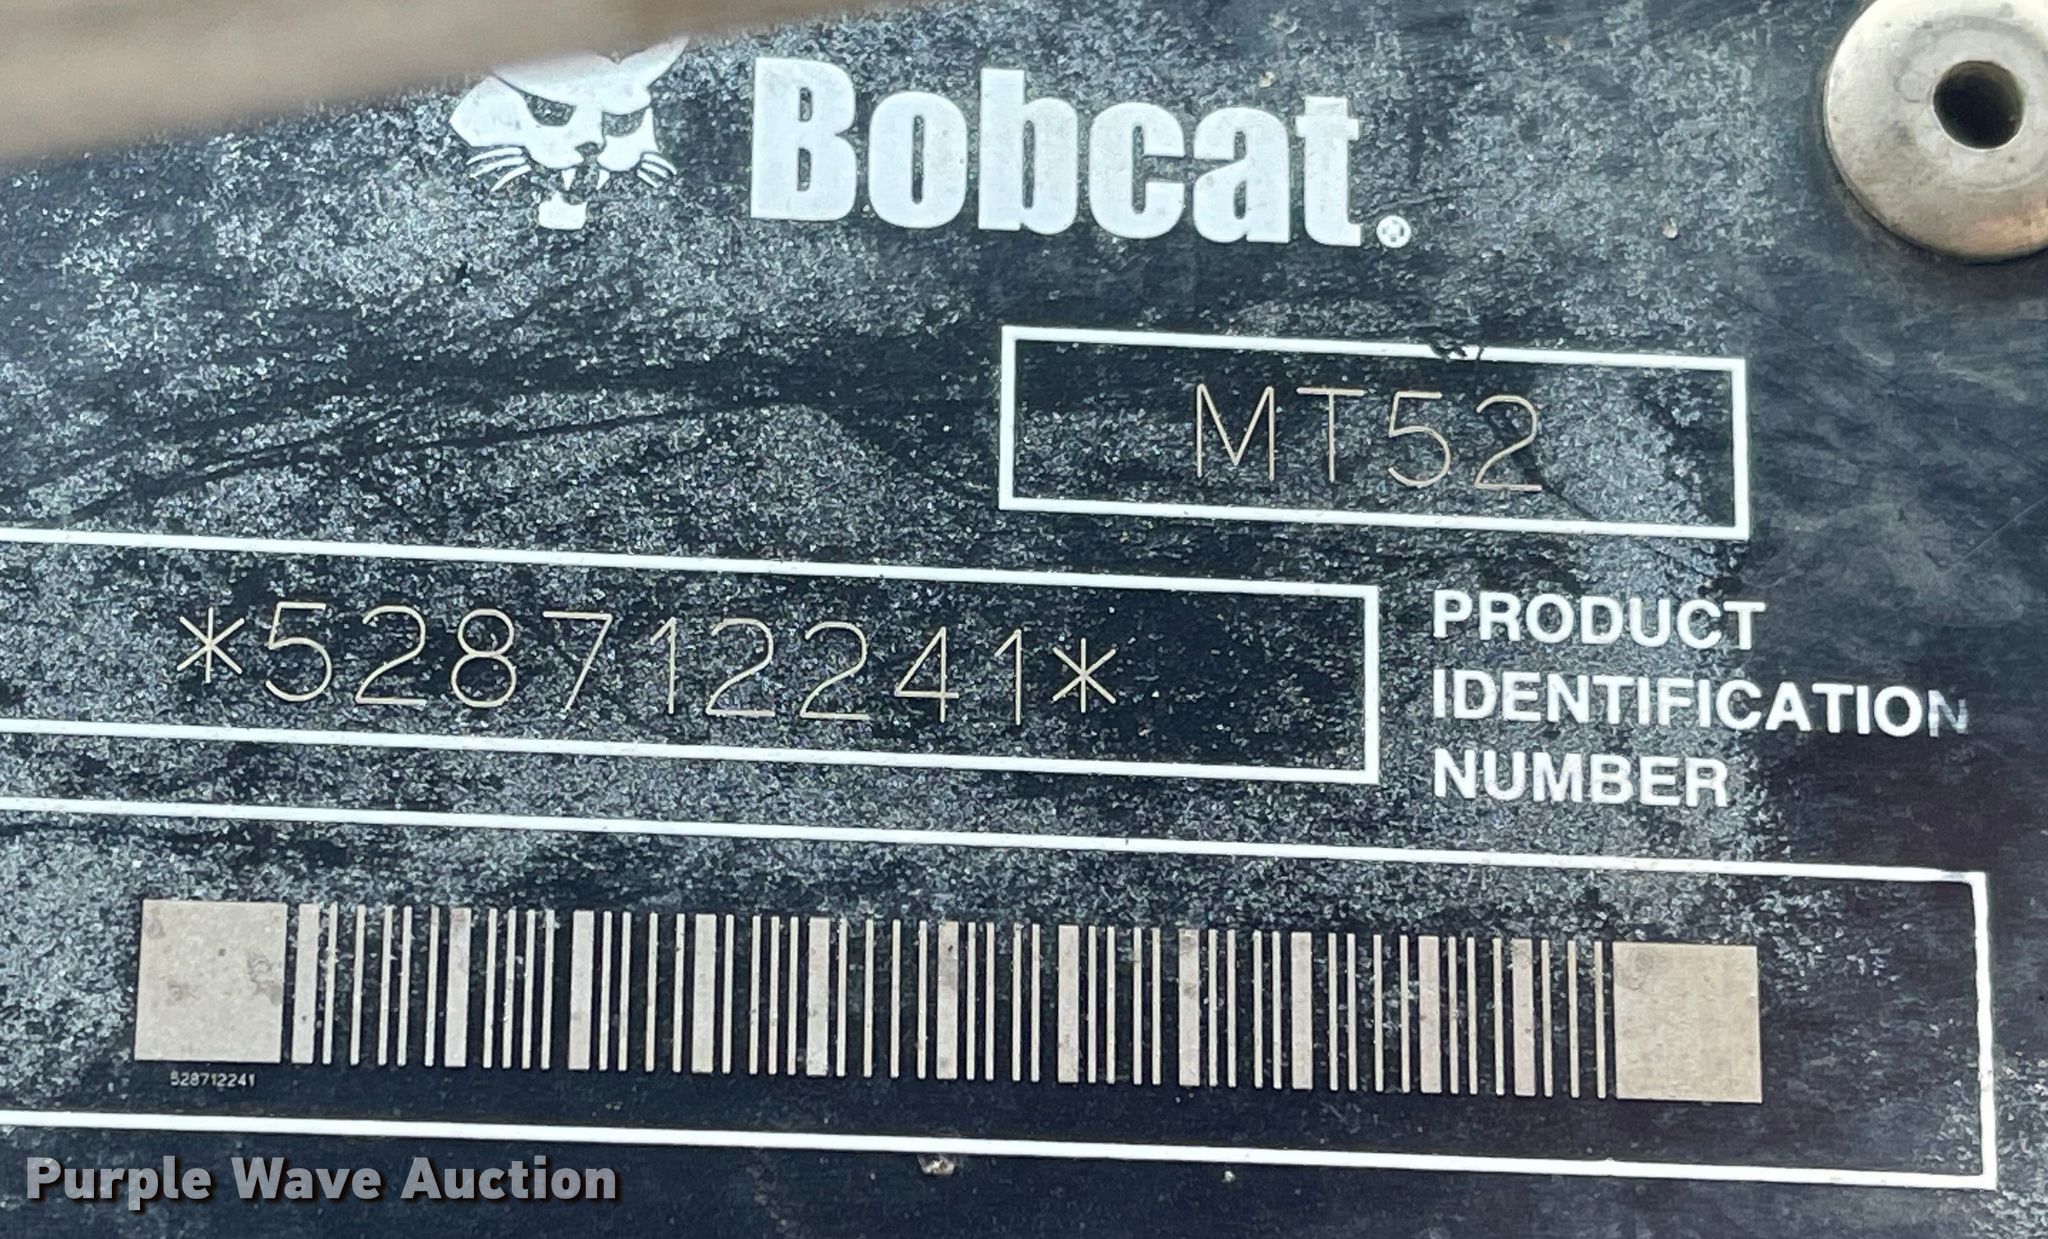 Bobcat®
MT52
*528712241*
PRODUCT
IDENTIFICATION
NUMBER
528712241
Purple Wave Auction